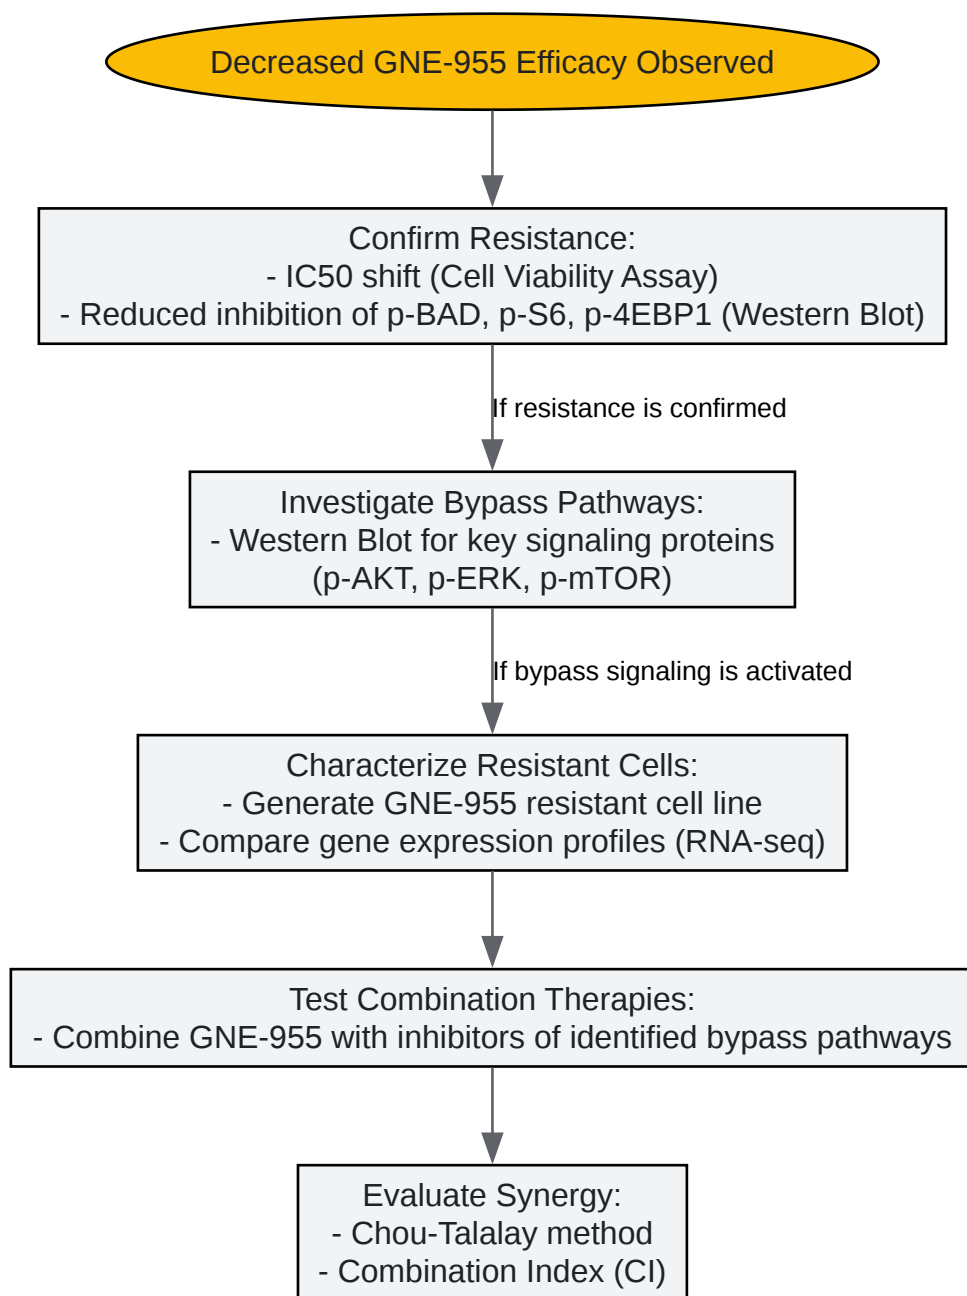 Decreased GNE-955 Efficacy Observed
Confirm Resistance:
- IC50 shift (Cell Viability Assay)
- Reduced inhibition of p-BAD, p-S6, p-4EBP1 (Western Blot)
If resistance is confirmed
Investigate Bypass Pathways:
- Western Blot for key signaling proteins
(p-AKT, p-ERK, p-mTOR)
If bypass signaling is activated
Characterize Resistant Cells:
- Generate GNE-955 resistant cell line
- Compare gene expression profiles (RNA-seq)
Test Combination Therapies:
- Combine GNE-955 with inhibitors of identified bypass pathways
Evaluate Synergy:
- Chou-Talalay method
- Combination Index (CI)